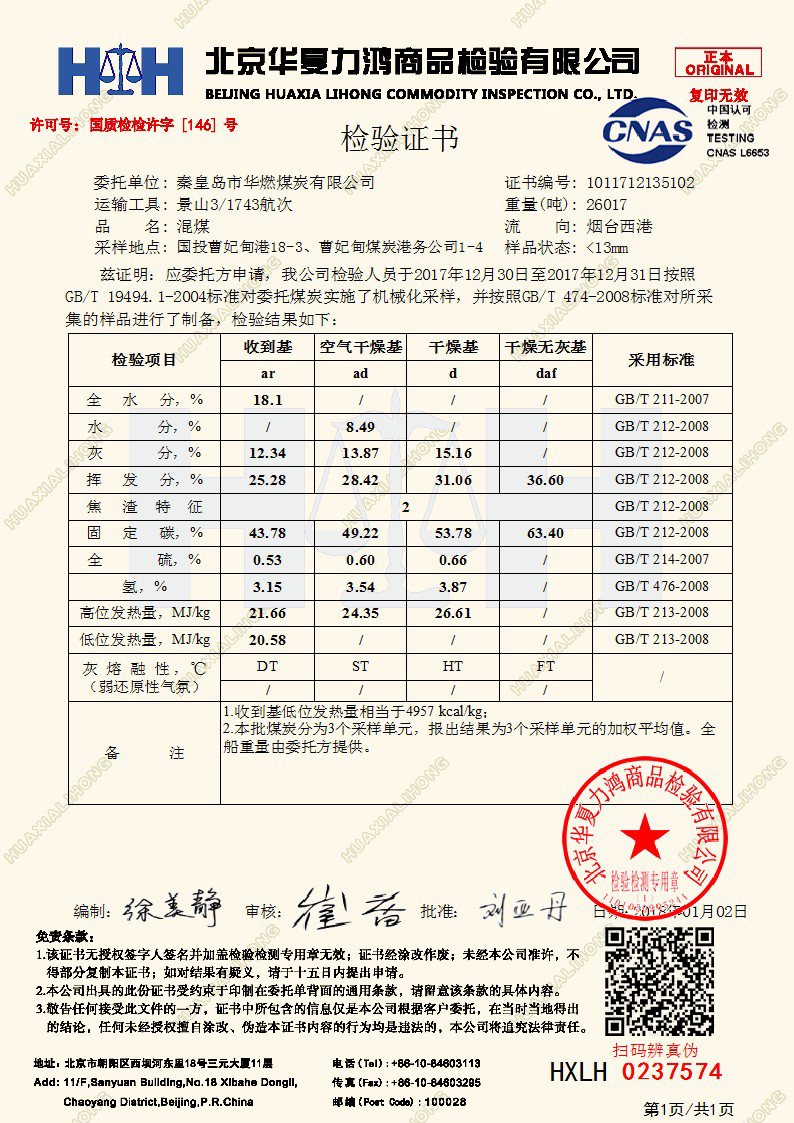 北京华夏力鸿商品检验有限公司
BEIJING HUAXIA LIHONG COMMODITY INSPECTION CO., LTD.
正本
ORIGINAL
复印无效
许可号：国质检检许字 [146] 号
检验证书
CNAS
中国认可
检测
TESTING
CNAS L6653
委托单位：秦皇岛市华燃煤炭有限公司 证书编号：1011712135102
运输工具：景山3/1743航次 重量(吨)：26017
品 名：混煤 流 向：烟台西港
采样地点：国投曹妃甸港18-3、曹妃甸煤炭港务公司1-4 样品状态：<13mm
兹证明：应委托方申请，我公司检验人员于2017年12月30日至2017年12月31日按照
GB/T 19494.1-2004标准对委托煤炭实施了机械化采样，并按照GB/T 474-2008标准对所采
集的样品进行了制备，检验结果如下：
检验项目 收到基 空气干燥基 干燥基 干燥无灰基 采用标准
ar ad d daf
全 水 分，% 18.1 / / / GB/T 211-2007
水 分，% / 8.49 / / GB/T 212-2008
灰 分，% 12.34 13.87 15.16 / GB/T 212-2008
挥 发 分，% 25.28 28.42 31.06 36.60 GB/T 212-2008
焦 渣 特 征 2 GB/T 212-2008
固 定 碳，% 43.78 49.22 53.78 63.40 GB/T 212-2008
全 硫，% 0.53 0.60 0.66 / GB/T 214-2007
氢，% 3.15 3.54 3.87 / GB/T 476-2008
高位发热量，MJ/kg 21.66 24.35 26.61 / GB/T 213-2008
低位发热量，MJ/kg 20.58 / / / GB/T 213-2008
灰 熔 融 性，℃ DT ST HT FT /
（弱还原性气氛） / / / /
备 注
1.收到基低位发热量相当于4957 kcal/kg；
2.本批煤炭分为3个采样单元，报出结果为3个采样单元的加权平均值。全
船重量由委托方提供。
北京华夏力鸿商品检验有限公司
检验检测专用章
编制：徐美静 审核： 批准：刘亚丹 日期：2018年01月02日
免责条款：
1.该证书无授权签字人签名并加盖检验检测专用章无效；证书经涂改作废；未经本公司准许，不
得部分复制本证书；如对结果有疑义，请于十五日内提出申请。
2.本公司出具的此份证书受约束于印制在委托单背面的通用条款，请留意该条款的具体内容。
3.敬告任何接受此文件的一方，证书中所包含的信息仅是本公司根据客户委托，在当时当地得出
的结论，任何未经授权擅自涂改、伪造本证书内容的行为均是违法的，本公司将追究法律责任。
扫码辨真伪
地址：北京市朝阳区西坝河东里18号三元大厦11层 电话(Tel)：+86-10-84603113
Add: 11/F,Sanyuan Building,No.18 Xibahe Dongli, 传真(Fax)：+86-10-84603295
Chaoyang District,Beijing,P.R.China 邮编(Post Code)：100028
HXLH 0237574
第1页/共1页
HUAXIALIHONG